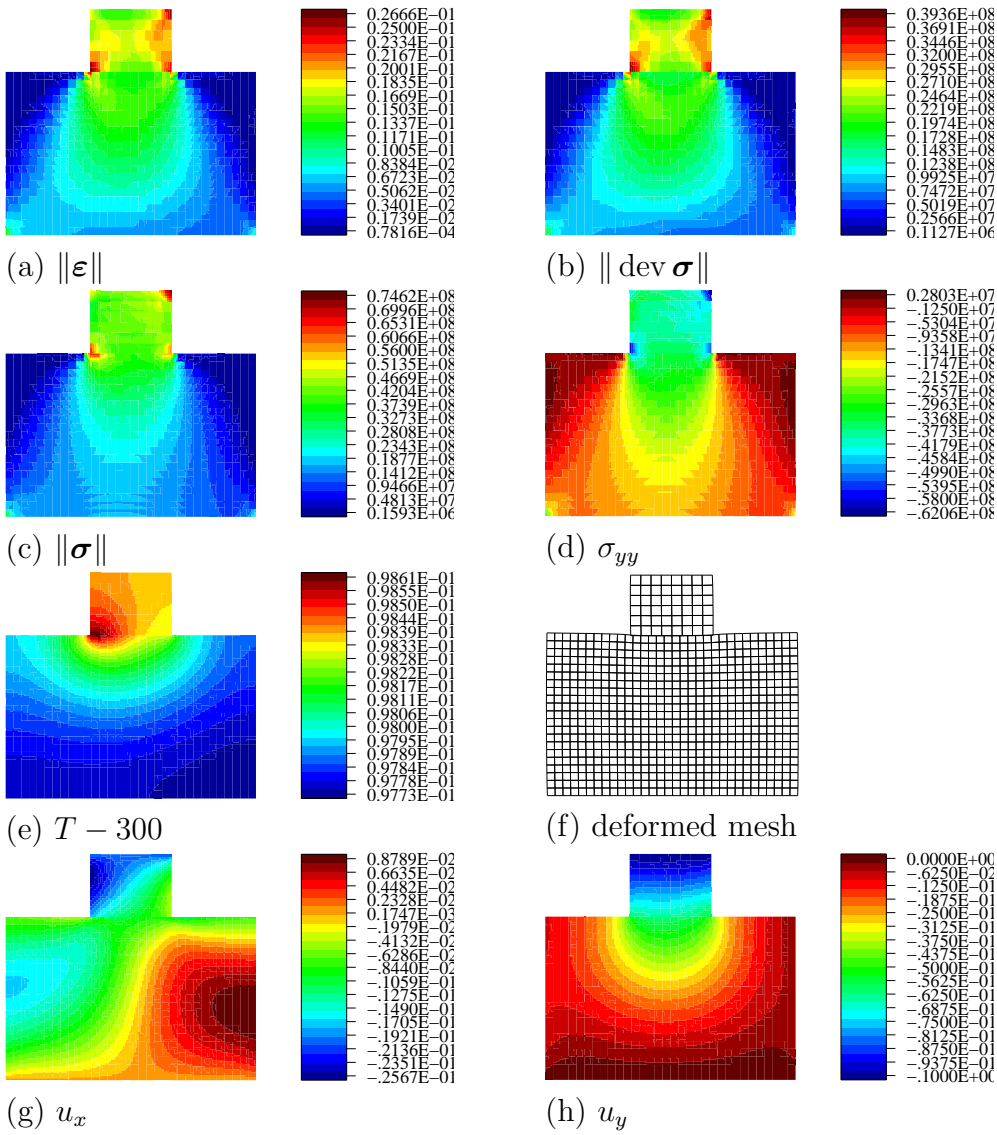 0.2666E−01
0.2500E−01
0.2334E−01
0.2167E−01
0.2001E−01
0.1835E−01
0.1669E−01
0.1503E−01
0.1337E−01
0.1171E−01
0.1005E−01
0.8384E−02
0.6723E−02
0.5062E−02
0.3401E−02
0.1739E−02
0.7816E−04
(a) ‖ε‖
0.3936E+08
0.3691E+08
0.3446E+08
0.3200E+08
0.2955E+08
0.2710E+08
0.2464E+08
0.2219E+08
0.1974E+08
0.1728E+08
0.1483E+08
0.1238E+08
0.9925E+07
0.7472E+07
0.5019E+07
0.2566E+07
0.1127E+06
(b) ‖ dev σ‖
0.7462E+08
0.6996E+08
0.6531E+08
0.6066E+08
0.5600E+08
0.5135E+08
0.4669E+08
0.4204E+08
0.3739E+08
0.3273E+08
0.2808E+08
0.2343E+08
0.1877E+08
0.1412E+08
0.9466E+07
0.4813E+07
0.1593E+06
(c) ‖σ‖
0.2803E+07
−.1250E+07
−.5304E+07
−.9358E+07
−.1341E+08
−.1747E+08
−.2152E+08
−.2557E+08
−.2963E+08
−.3368E+08
−.3773E+08
−.4179E+08
−.4584E+08
−.4990E+08
−.5395E+08
−.5800E+08
−.6206E+08
(d) σyy
0.9861E−01
0.9855E−01
0.9850E−01
0.9844E−01
0.9839E−01
0.9833E−01
0.9828E−01
0.9822E−01
0.9817E−01
0.9811E−01
0.9806E−01
0.9800E−01
0.9795E−01
0.9789E−01
0.9784E−01
0.9778E−01
0.9773E−01
(e) T − 300
(f) deformed mesh
0.8789E−02
0.6635E−02
0.4482E−02
0.2328E−02
0.1747E−03
−.1979E−02
−.4132E−02
−.6286E−02
−.8440E−02
−.1059E−01
−.1275E−01
−.1490E−01
−.1705E−01
−.1921E−01
−.2136E−01
−.2351E−01
−.2567E−01
(g) ux
0.0000E+00
−.6250E−02
−.1250E−01
−.1875E−01
−.2500E−01
−.3125E−01
−.3750E−01
−.4375E−01
−.5000E−01
−.5625E−01
−.6250E−01
−.6875E−01
−.7500E−01
−.8125E−01
−.8750E−01
−.9375E−01
−.1000E+00
(h) uy